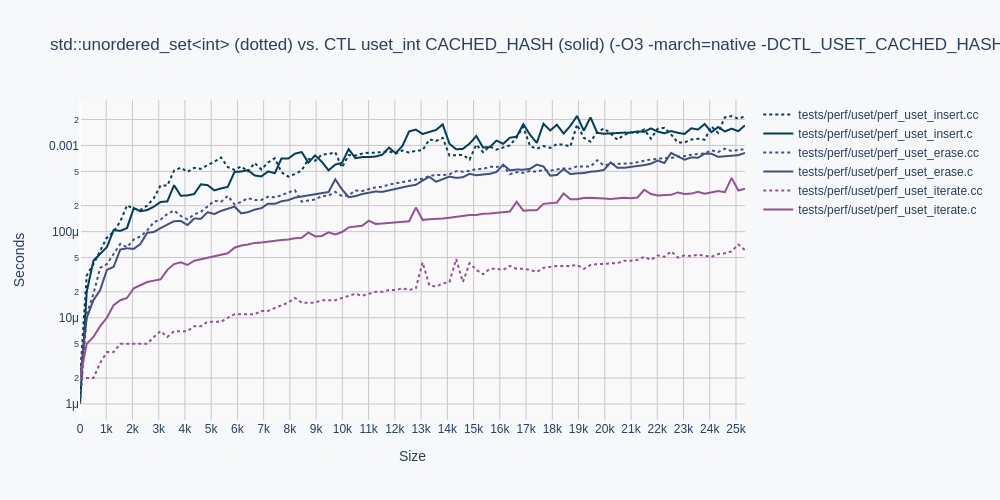 std::unordered_set<int> (dotted) vs. CTL uset_int CACHED_HASH (solid) (-O3 -march=native -DCTL_USET_CACHED_HASH
2
0.001
5
2
100μ
5
2
10μ
5
2
1μ
Seconds
0 1k 2k 3k 4k 5k 6k 7k 8k 9k 10k 11k 12k 13k 14k 15k 16k 17k 18k 19k 20k 21k 22k 23k 24k 25k
Size
tests/perf/uset/perf_uset_insert.cc
tests/perf/uset/perf_uset_insert.c
tests/perf/uset/perf_uset_erase.cc
tests/perf/uset/perf_uset_erase.c
tests/perf/uset/perf_uset_iterate.cc
tests/perf/uset/perf_uset_iterate.c